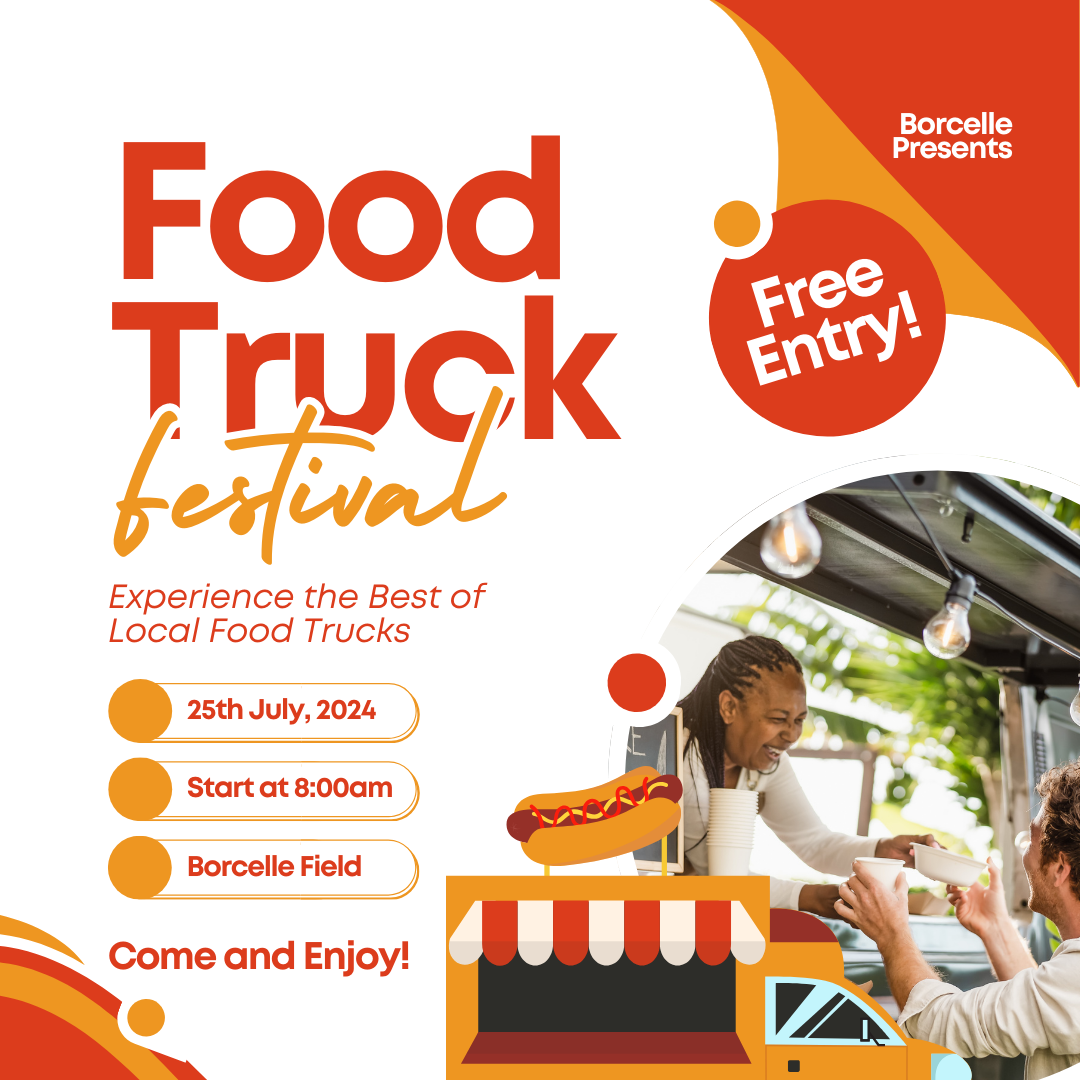 Borcelle
Presents
Food
Truck
festival
Free
Entry!
Experience the Best of
Local Food Trucks
25th July, 2024
Start at 8:00am
Borcelle Field
Come and Enjoy!